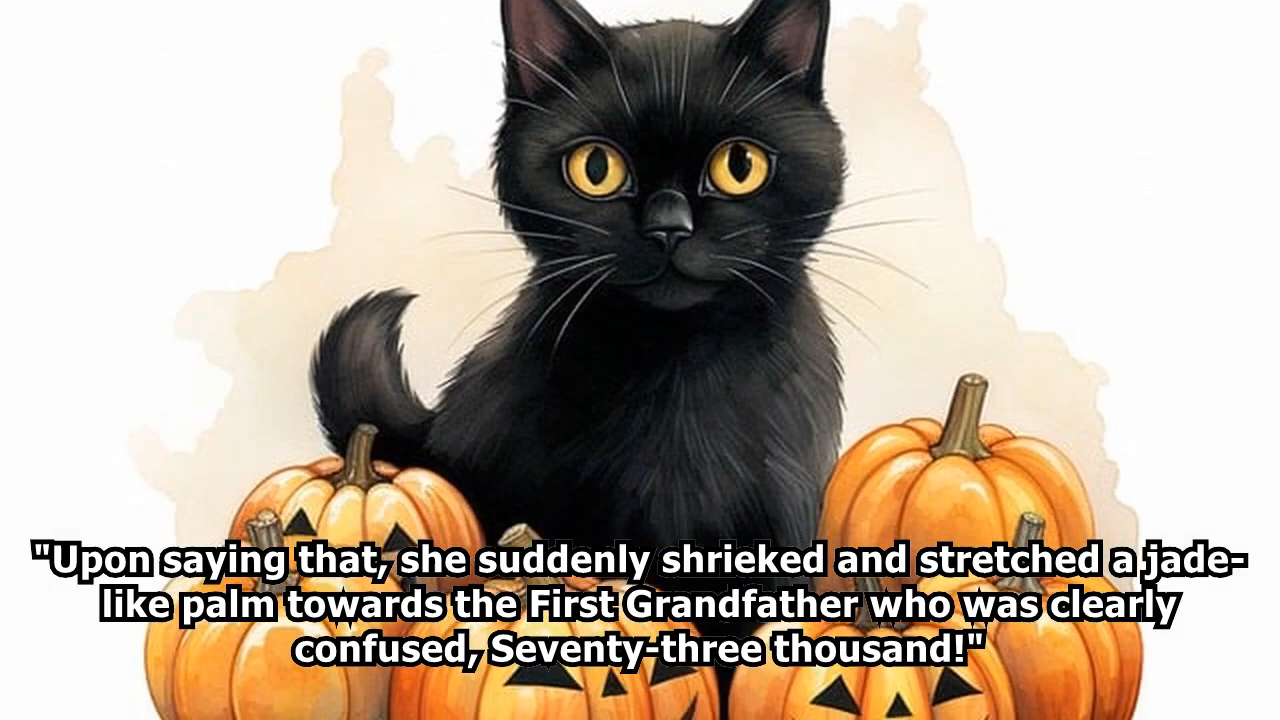 "Upon saying that, she suddenly shrieked and stretched a jade-
like palm towards the First Grandfather who was clearly
confused, Seventy-three thousand!"